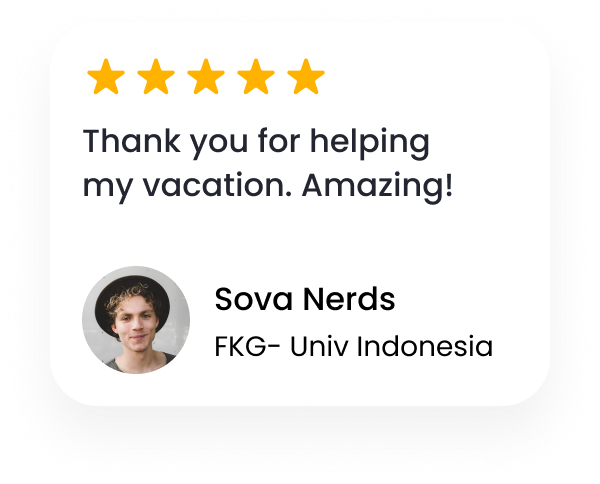 Thank you for helping
my vacation. Amazing!
Sova Nerds
FKG- Univ Indonesia